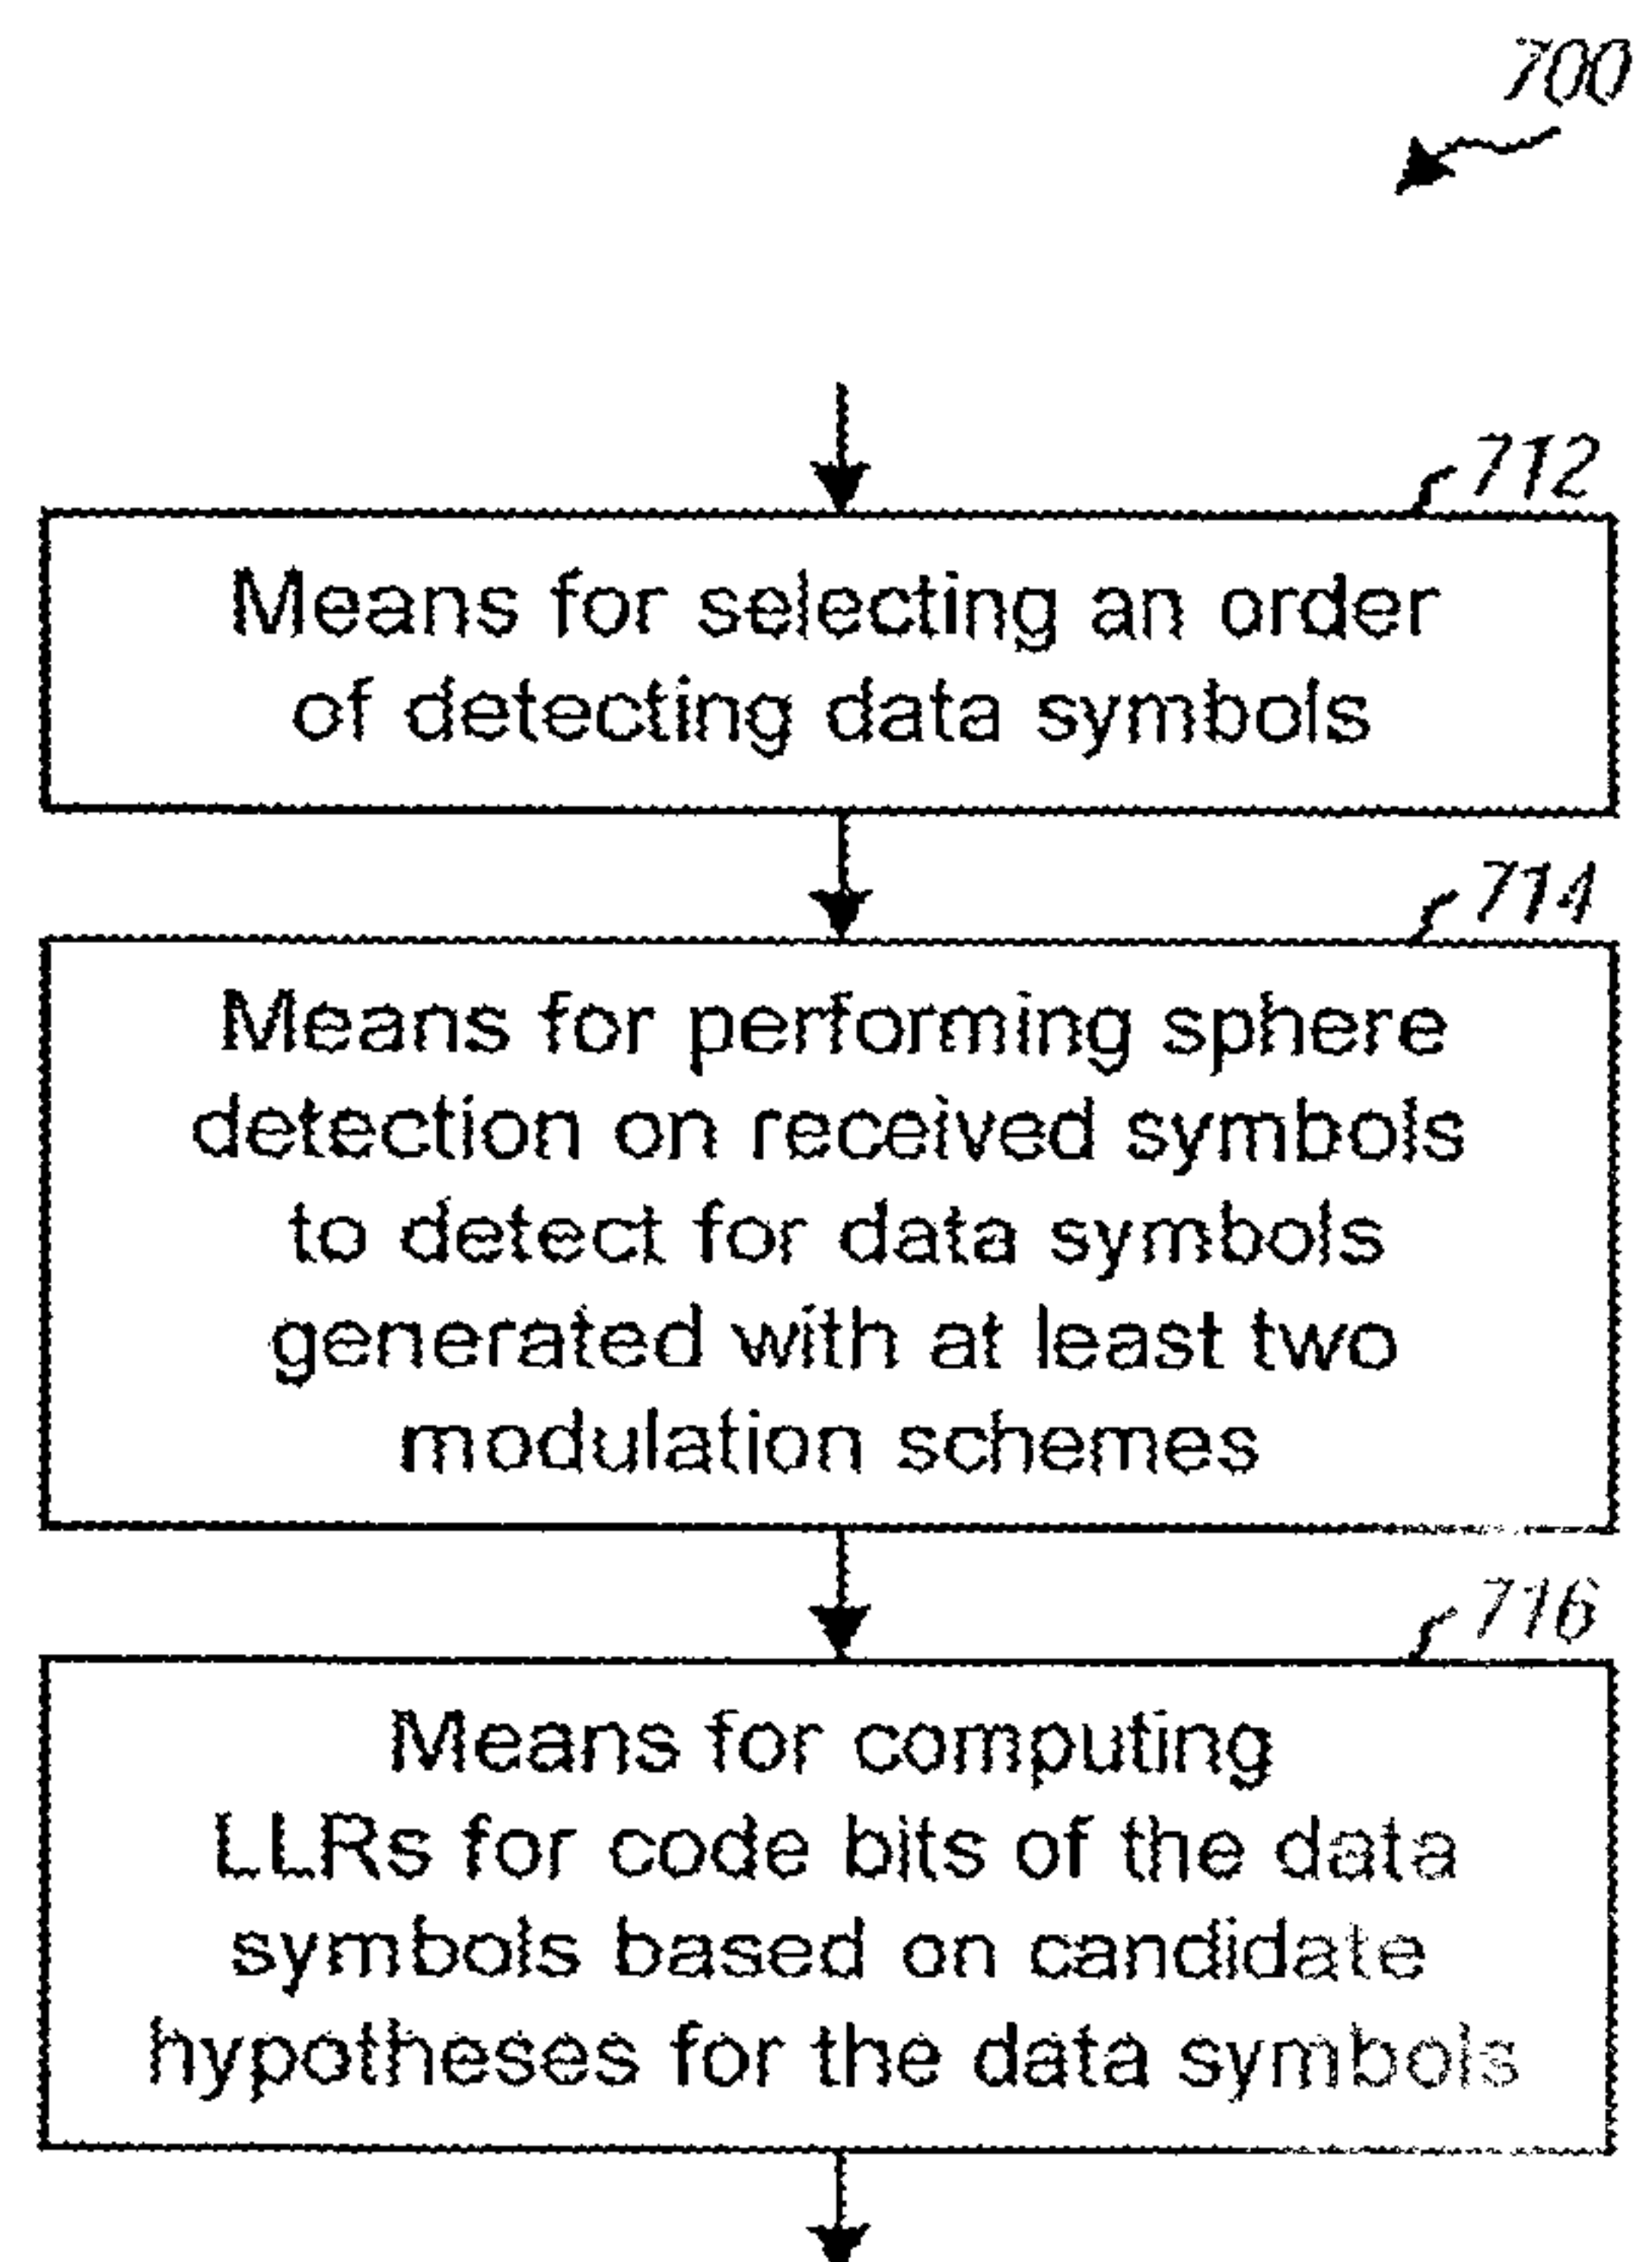 700
712
Means for selecting an order
of detecting data symbols
714
Means for performing sphere
detection on received symbols
to detect for data symbols
generated with at least two
modulation schemes
716
Means for computing
LLRs for code bits of the data
symbols based on candidate
hypotheses for the data symbols